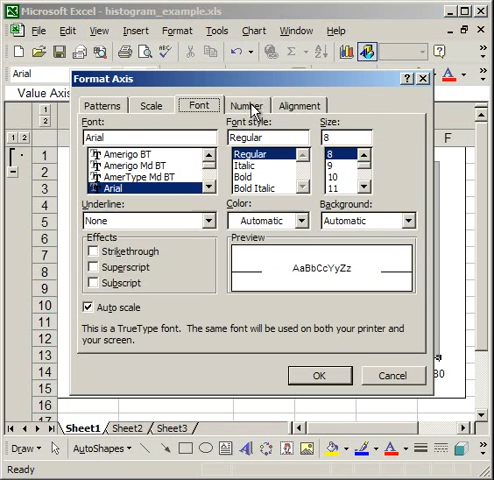 Microsoft Excel - histogram_example.xls
File Edit View Insert Format Tools Chart Window Help
Arial
Value Axis
Format Axis
Patterns Scale Font Number Alignment
Font: Font style: Size:
Arial Regular 8
Amerigo BT Regular 8
Amerigo Md BT Italic 9
AmerType Md BT Bold 10
Arial Bold Italic 11
Underline: Color: Background:
None Automatic Automatic
Effects Preview
Strikethrough
Superscript AaBbCcYyZz
Subscript
Auto scale
This is a TrueType font. The same font will be used on both your printer and
your screen.
OK Cancel
1
2
1 2
F
1
2
3
4
5
6
7
8
9
10
11
12
13
14 30
15
16
Sheet1 Sheet2 Sheet3
Draw AutoShapes
Ready